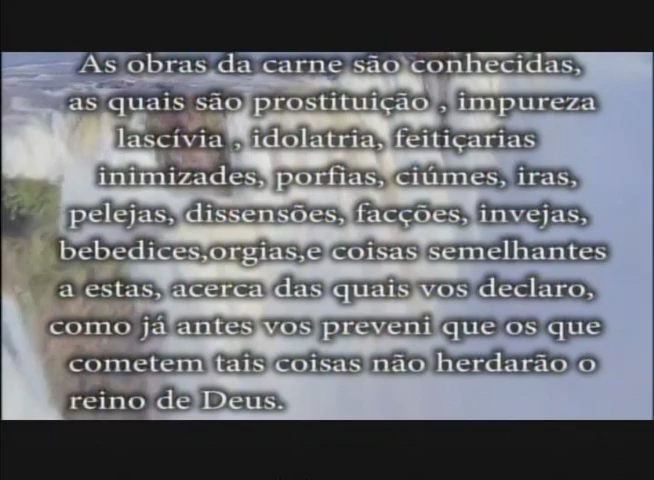 As obras da carne são conhecidas,
as quais são prostituição , impureza
lascívia , idolatria, feitiçarias
inimizades, porfias, ciúmes, iras,
pelejas, dissensões, facções, invejas,
bebedices,orgias,e coisas semelhantes
a estas, acerca das quais vos declaro,
como já antes vos preveni que os que
cometem tais coisas não herdarão o
reino de Deus.